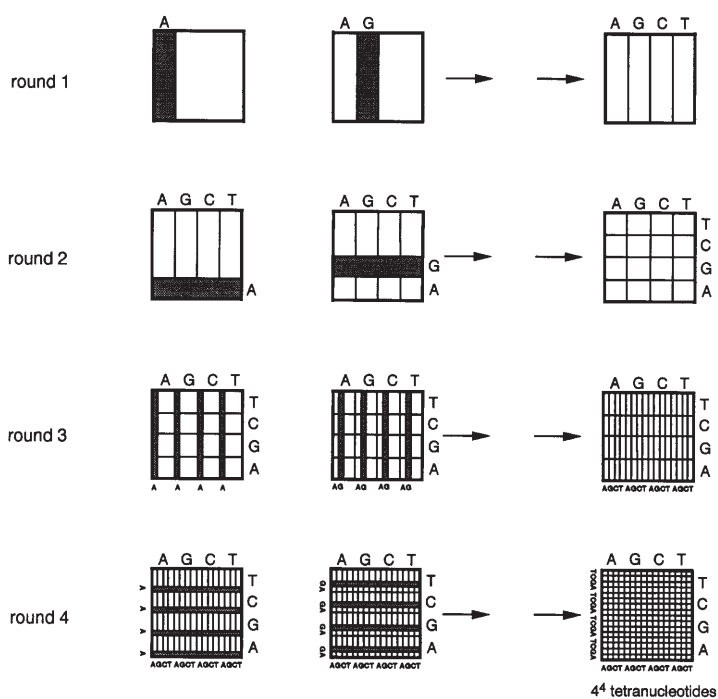 A
A G
A G C T
round 1
A G C T
A
A G C T
G
A
A G C T
T
C
G
A
round 2
A G C T
T
C
G
A
A A A A
A G C T
T
C
G
A
AG AG AG AG
A G C T
T
C
G
A
AGCT AGCT AGCT AGCT
round 3
A G C T
T
C
G
A
A A A A
AGCT AGCT AGCT AGCT
A G C T
T
C
G
A
GA GA GA GA
AGCT AGCT AGCT AGCT
A G C T
T
C
G
A
TCGA TCGA TCGA TCGA
AGCT AGCT AGCT AGCT
round 4
4⁴ tetranucleotides